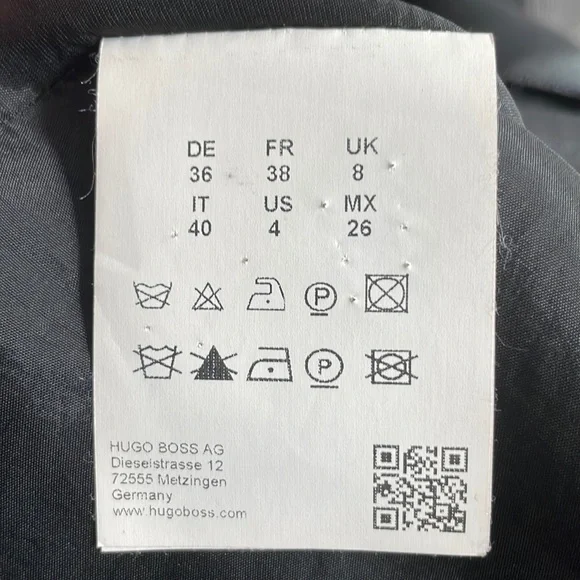 DE FR UK
36 38 8
IT US MX
40 4 26
P
P
HUGO BOSS AG
Dieselstrasse 12
72555 Metzingen
Germany
www.hugoboss.com